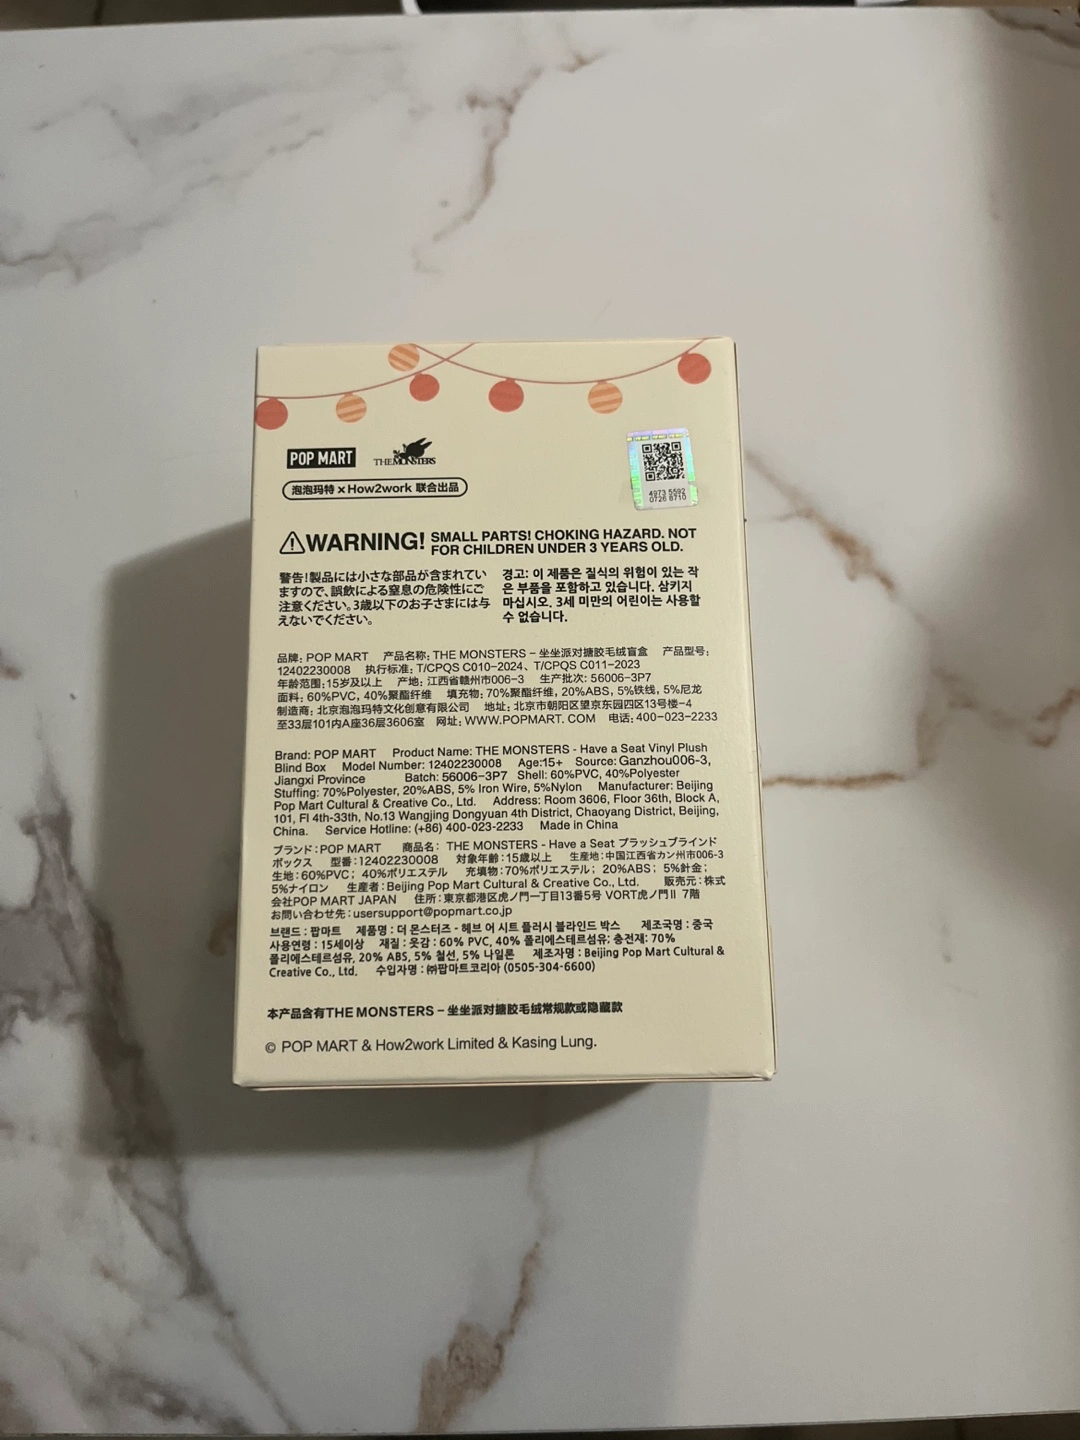 POP MART THE MONSTERS
泡泡玛特 × How2work 联合出品
4973 5592
0726 8710
WARNING! SMALL PARTS! CHOKING HAZARD. NOT
FOR CHILDREN UNDER 3 YEARS OLD.
警告!製品には小さな部品が含まれてい
ますので、誤飲による窒息の危険性にご
注意ください。3歳以下のお子さまには与
えないでください。
경고: 이 제품은 질식의 위험이 있는 작
은 부품을 포함하고 있습니다. 삼키지
마십시오. 3세 미만의 어린이는 사용할
수 없습니다.
品牌: POP MART 产品名称: THE MONSTERS – 坐坐派对搪胶毛绒盲盒 产品型号:
12402230008 执行标准: T/CPQS C010-2024、T/CPQS C011-2023
年龄范围:15岁及以上 产地: 江西省赣州市006-3 生产批次: 56006-3P7
面料: 60%PVC, 40%聚酯纤维 填充物: 70%聚酯纤维, 20%ABS, 5%铁线, 5%尼龙
制造商: 北京泡泡玛特文化创意有限公司 地址: 北京市朝阳区望京东园四区13号楼-4
至33层101内A座36层3606室 网址: WWW.POPMART. COM 电话: 400-023-2233
Brand: POP MART Product Name: THE MONSTERS - Have a Seat Vinyl Plush
Blind Box Model Number: 12402230008 Age:15+ Source: Ganzhou006-3,
Jiangxi Province Batch: 56006-3P7 Shell: 60%PVC, 40%Polyester
Stuffing: 70%Polyester, 20%ABS, 5% Iron Wire, 5%Nylon Manufacturer: Beijing
Pop Mart Cultural & Creative Co., Ltd. Address: Room 3606, Floor 36th, Block A,
101, Fl 4th-33th, No.13 Wangjing Dongyuan 4th District, Chaoyang District, Beijing,
China. Service Hotline: (+86) 400-023-2233 Made in China
ブランド: POP MART 商品名: THE MONSTERS - Have a Seat プラッシュブラインド
ボックス 型番: 12402230008 対象年齢: 15歳以上 生産地: 中国江西省カン州市006-3
生地: 60%PVC; 40%ポリエステル 充填物: 70%ポリエステル; 20%ABS; 5%針金;
5%ナイロン 生産者: Beijing Pop Mart Cultural & Creative Co., Ltd. 販売元: 株式
会社POP MART JAPAN 住所: 東京都港区虎ノ門一丁目13番5号 VORT虎ノ門Ⅱ 7階
お問い合わせ先: usersupport@popmart.co.jp
브랜드 : 팝마트 제품명 : 더 몬스터즈 - 헤브 어 시트 플러시 블라인드 박스 제조국명 : 중국
사용연령 : 15세이상 재질 : 옷감 : 60% PVC, 40% 폴리에스테르섬유; 충전재: 70%
폴리에스테르섬유, 20% ABS, 5% 철선, 5% 나일론 제조자명 : Beijing Pop Mart Cultural &
Creative Co., Ltd. 수입자명 : ㈜팝마트코리아 (0505-304-6600)
本产品含有THE MONSTERS – 坐坐派对搪胶毛绒常规款或隐藏款
© POP MART & How2work Limited & Kasing Lung.